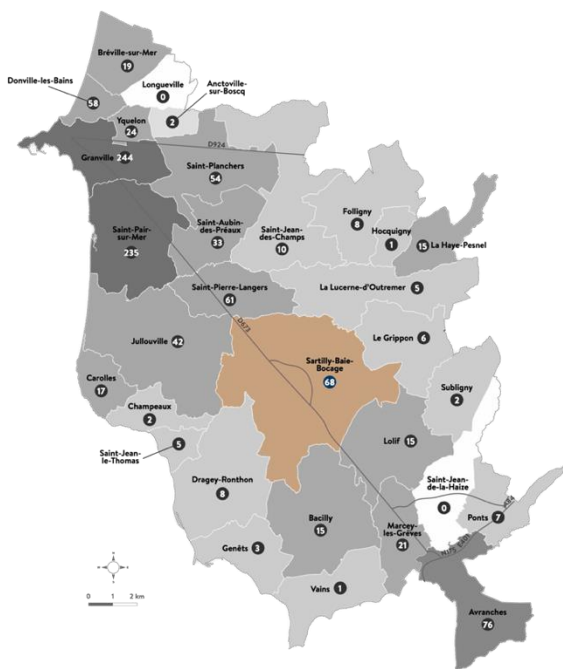 Bréville-sur-Mer
19
Longueville
0
Donville-les-Bains
58
Anctoville-
sur-Boscq
2
Yquelon
24
D924
Granville 244
Saint-Planchers
54
Saint-Pair-
sur-Mer
235
Saint-Aubin-
des-Préaux
33
Saint-Jean-
des-Champs
10
Folligny
8
Hocquigny
1
15
La Haye-Pesnel
Saint-Pierre-Langers
61
La Lucerne-d'Outremer 5
D973
Jullouville
42
Le Grippon
6
Sartilly-Baie-
Bocage
68
Carolles
17
Champeaux
2
Subligny
2
Saint-Jean-
le-Thomas
5
Lolif 15
Dragey-Ronthon
8
Saint-Jean-
de-la-Haize
0
Bacilly
15
Marcey-
les-Grèves
21
Ponts 7
A84
Genêts 3
Vains 1
Avranches
76
0 1 2 km